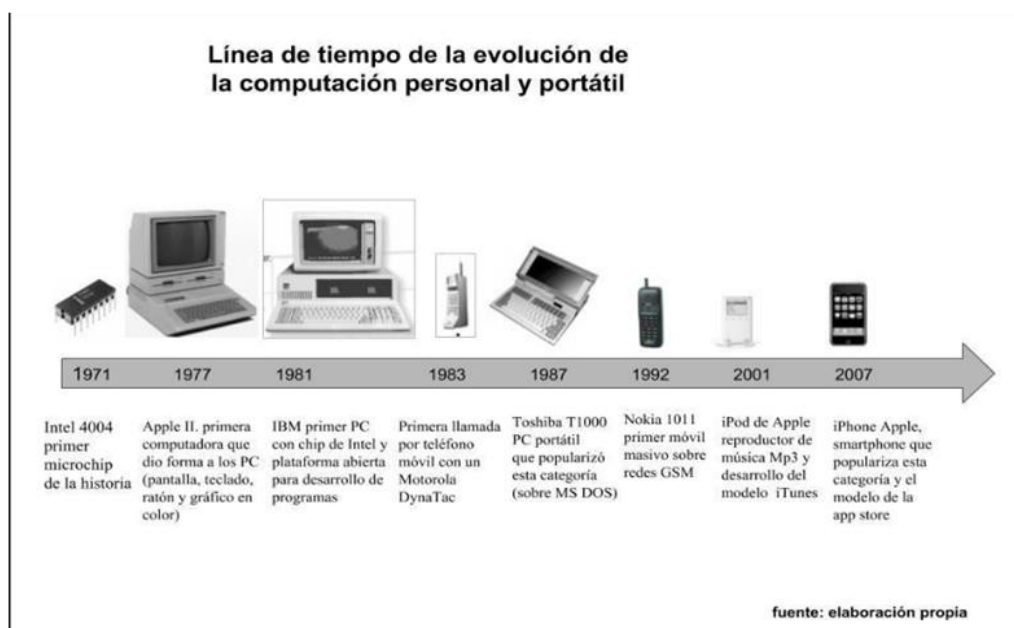 Línea de tiempo de la evolución de
la computación personal y portátil
1971
1977
1981
1983
1987
1992
2001
2007
Intel 4004
primer
microchip
de la historia
Apple II. primera
computadora que
dio forma a los PC
(pantalla, teclado,
ratón y gráfico en
color)
IBM primer PC
con chip de Intel y
plataforma abierta
para desarrollo de
programas
Primera llamada
por teléfono
móvil con un
Motorola
DynaTac
Toshiba T1000
PC portátil
que popularizó
esta categoría
(sobre MS DOS)
Nokia 1011
primer móvil
masivo sobre
redes GSM
iPod de Apple
reproductor de
música Mp3 y
desarrollo del
modelo iTunes
iPhone Apple,
smartphone que
populariza esta
categoría y el
modelo de la
app store
fuente: elaboración propia